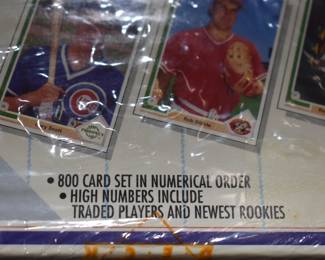 • 800 CARD SET IN NUMERICAL ORDER
• HIGH NUMBERS INCLUDE
TRADED PLAYERS AND NEWEST ROOKIES